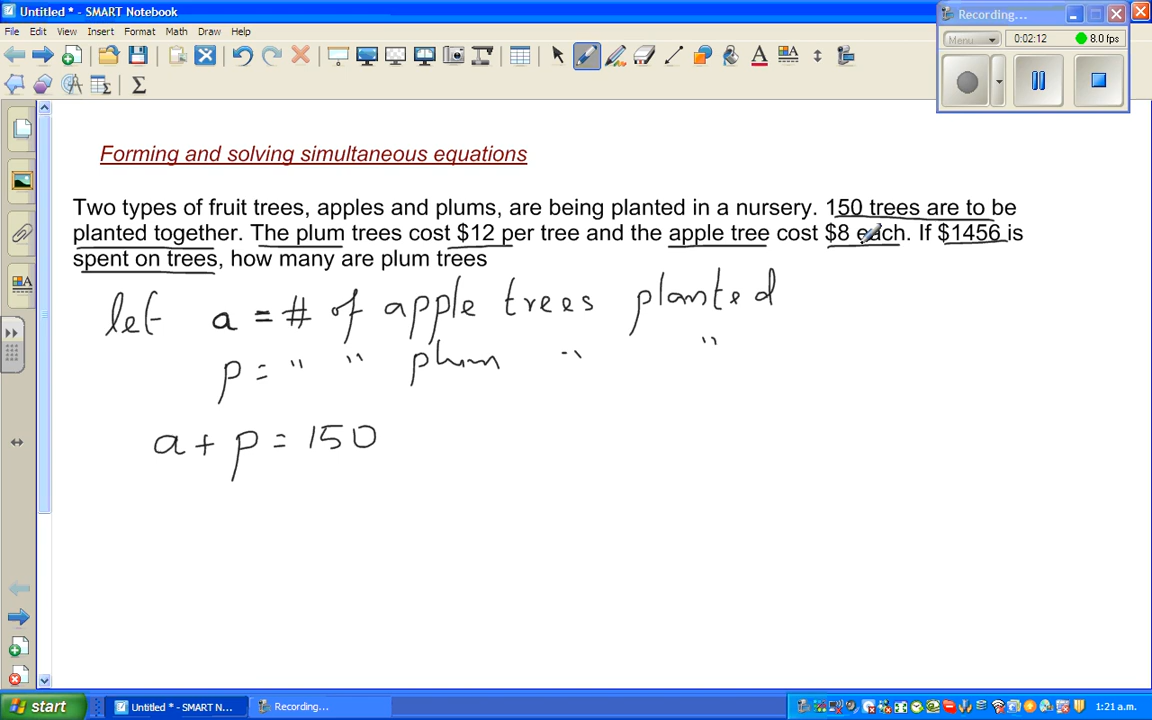 Untitled * - SMART Notebook
Recording...
File Edit View Insert Format Math Draw Help
Menu 0:02:12 8.0 fps
Forming and solving simultaneous equations
Two types of fruit trees, apples and plums, are being planted in a nursery. 150 trees are to be
planted together. The plum trees cost $12 per tree and the apple tree cost $8 each. If $1456 is
spent on trees, how many are plum trees
let a = # of apple trees planted
p = " " plum " "
a + p = 150
start Untitled * - SMART N... Recording... 1:21 a.m.